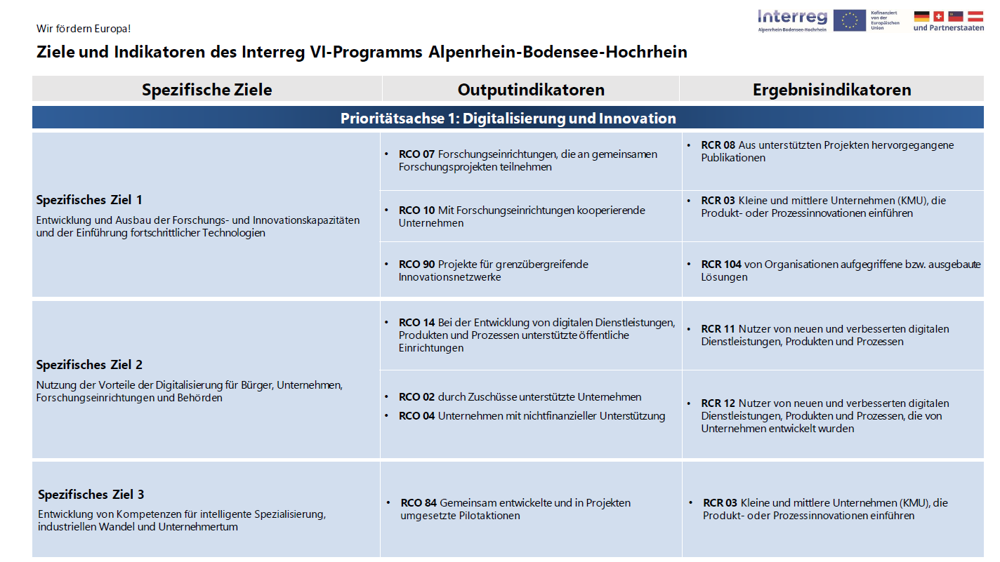 Wir fördern Europa!
Ziele und Indikatoren des Interreg VI-Programms Alpenrhein-Bodensee-Hochrhein
Interreg
Alpenrhein-Bodensee-Hochrhein
Kofinanziert
von der
Europäischen
Union
und Partnerstaaten
Spezifische Ziele
Outputindikatoren
Ergebnisindikatoren
Prioritätsachse 1: Digitalisierung und Innovation
Spezifisches Ziel 1
Entwicklung und Ausbau der Forschungs- und Innovationskapazitäten
und der Einführung fortschrittlicher Technologien
• RCO 07 Forschungseinrichtungen, die an gemeinsamen
Forschungsprojekten teilnehmen
• RCR 08 Aus unterstützten Projekten hervorgegangene
Publikationen
• RCO 10 Mit Forschungseinrichtungen kooperierende
Unternehmen
• RCR 03 Kleine und mittlere Unternehmen (KMU), die
Produkt- oder Prozessinnovationen einführen
• RCO 90 Projekte für grenzübergreifende
Innovationsnetzwerke
• RCR 104 von Organisationen aufgegriffene bzw. ausgebaute
Lösungen
Spezifisches Ziel 2
Nutzung der Vorteile der Digitalisierung für Bürger, Unternehmen,
Forschungseinrichtungen und Behörden
• RCO 14 Bei der Entwicklung von digitalen Dienstleistungen,
Produkten und Prozessen unterstützte öffentliche
Einrichtungen
• RCR 11 Nutzer von neuen und verbesserten digitalen
Dienstleistungen, Produkten und Prozessen
• RCO 02 durch Zuschüsse unterstützte Unternehmen
• RCO 04 Unternehmen mit nichtfinanzieller Unterstützung
• RCR 12 Nutzer von neuen und verbesserten digitalen
Dienstleistungen, Produkten und Prozessen, die von
Unternehmen entwickelt wurden
Spezifisches Ziel 3
Entwicklung von Kompetenzen für intelligente Spezialisierung,
industriellen Wandel und Unternehmertum
• RCO 84 Gemeinsam entwickelte und in Projekten
umgesetzte Pilotaktionen
• RCR 03 Kleine und mittlere Unternehmen (KMU), die
Produkt- oder Prozessinnovationen einführen